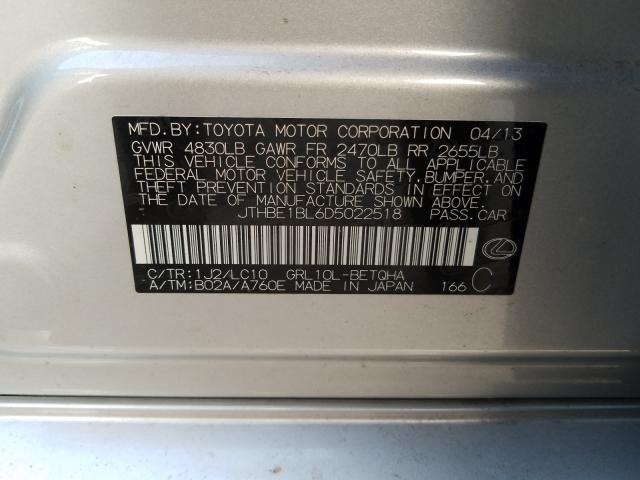 MFD.BY:TOYOTA MOTOR CORPORATION 04/13
GVWR 4830LB GAWR FR 2470LB RR 2655LB
THIS VEHICLE CONFORMS TO ALL APPLICABLE
FEDERAL MOTOR VEHICLE SAFETY,BUMPER,AND
THEFT PREVENTION STANDARDS IN EFFECT ON
THE DATE OF MANUFACTURE SHOWN ABOVE.
JTHBE1BL6D5022518 PASS.CAR
C/TR:1J2/LC10 GRL10L-BETQHA
A/TM:B02A/A760E MADE IN JAPAN 166 C